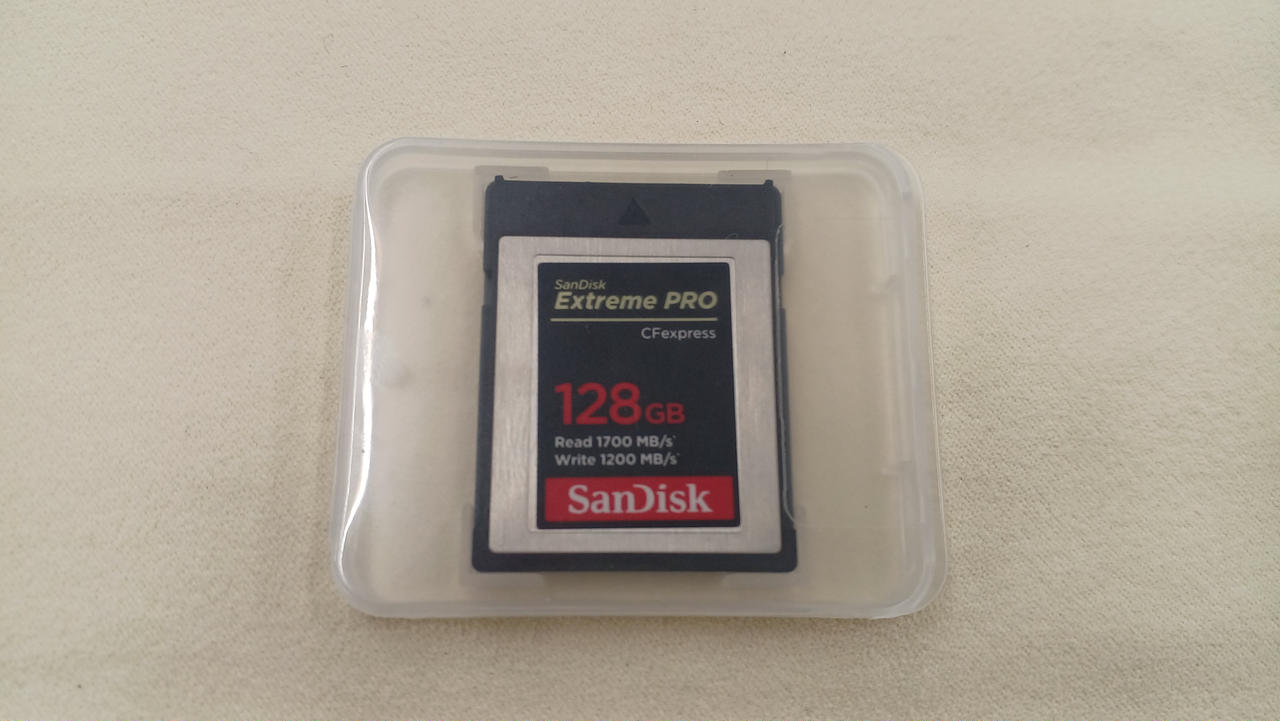 SanDisk
Extreme PRO
CFexpress
128GB
Read 1700 MB/s*
Write 1200 MB/s*
SanDisk